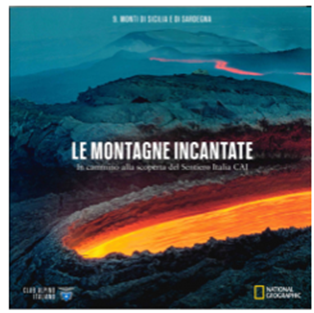 9. MONTI DI SICILIA E DI SARDEGNA
LE MONTAGNE INCANTATE
In cammino alla scoperta del Sentiero Italia CAI
CLUB ALPINO
ITALIANO
NATIONAL
GEOGRAPHIC